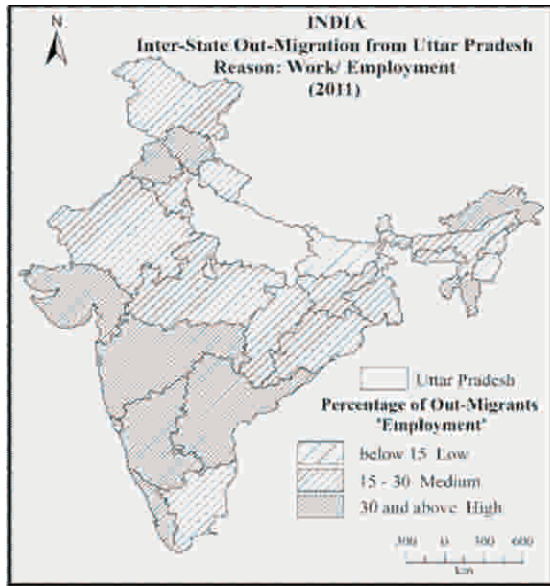 N
INDIA
Inter-State Out-Migration from Uttar Pradesh
Reason: Work/ Employment
(2011)
Uttar Pradesh
Percentage of Out-Migrants
'Employment'
below 15 Low
15 - 30 Medium
30 and above High
300 0 300 600
km